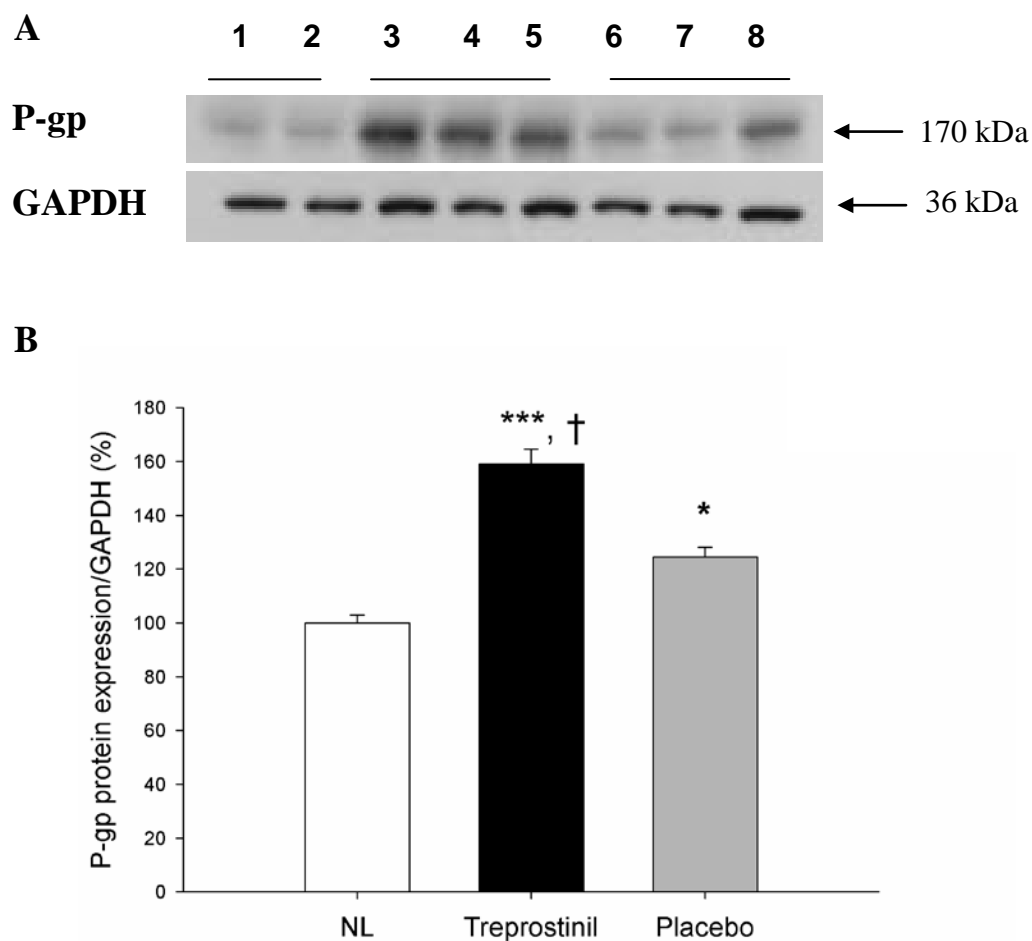 A
1 2 3 4 5 6 7 8
P-gp 170 kDa
GAPDH 36 kDa
B
P-gp protein expression/GAPDH (%)
180
160
140
120
100
80
60
40
20
0
***, †
*
NL Treprostinil Placebo